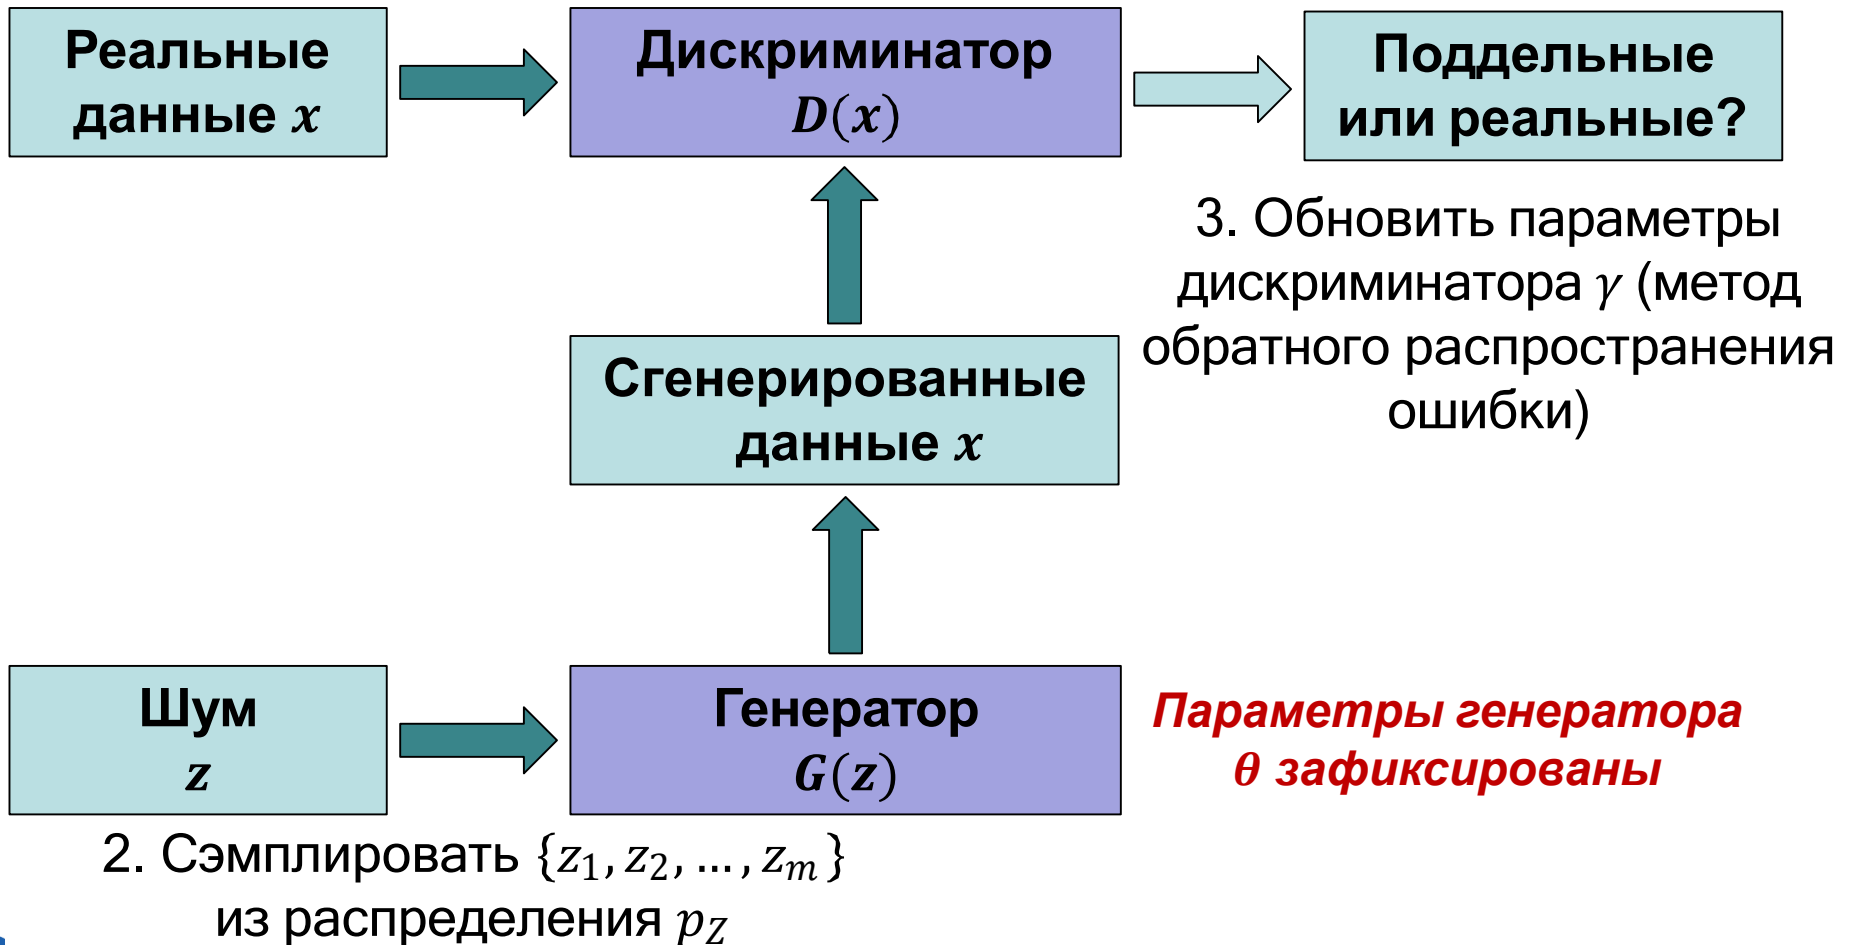 Реальные
данные x
Дискриминатор
D(x)
Поддельные
или реальные?
3. Обновить параметры
дискриминатора γ (метод
обратного распространения
ошибки)
Сгенерированные
данные x
Шум
z
Генератор
G(z)
Параметры генератора
θ зафиксированы
2. Сэмплировать {z₁, z₂, … , zₘ}
из распределения p_Z